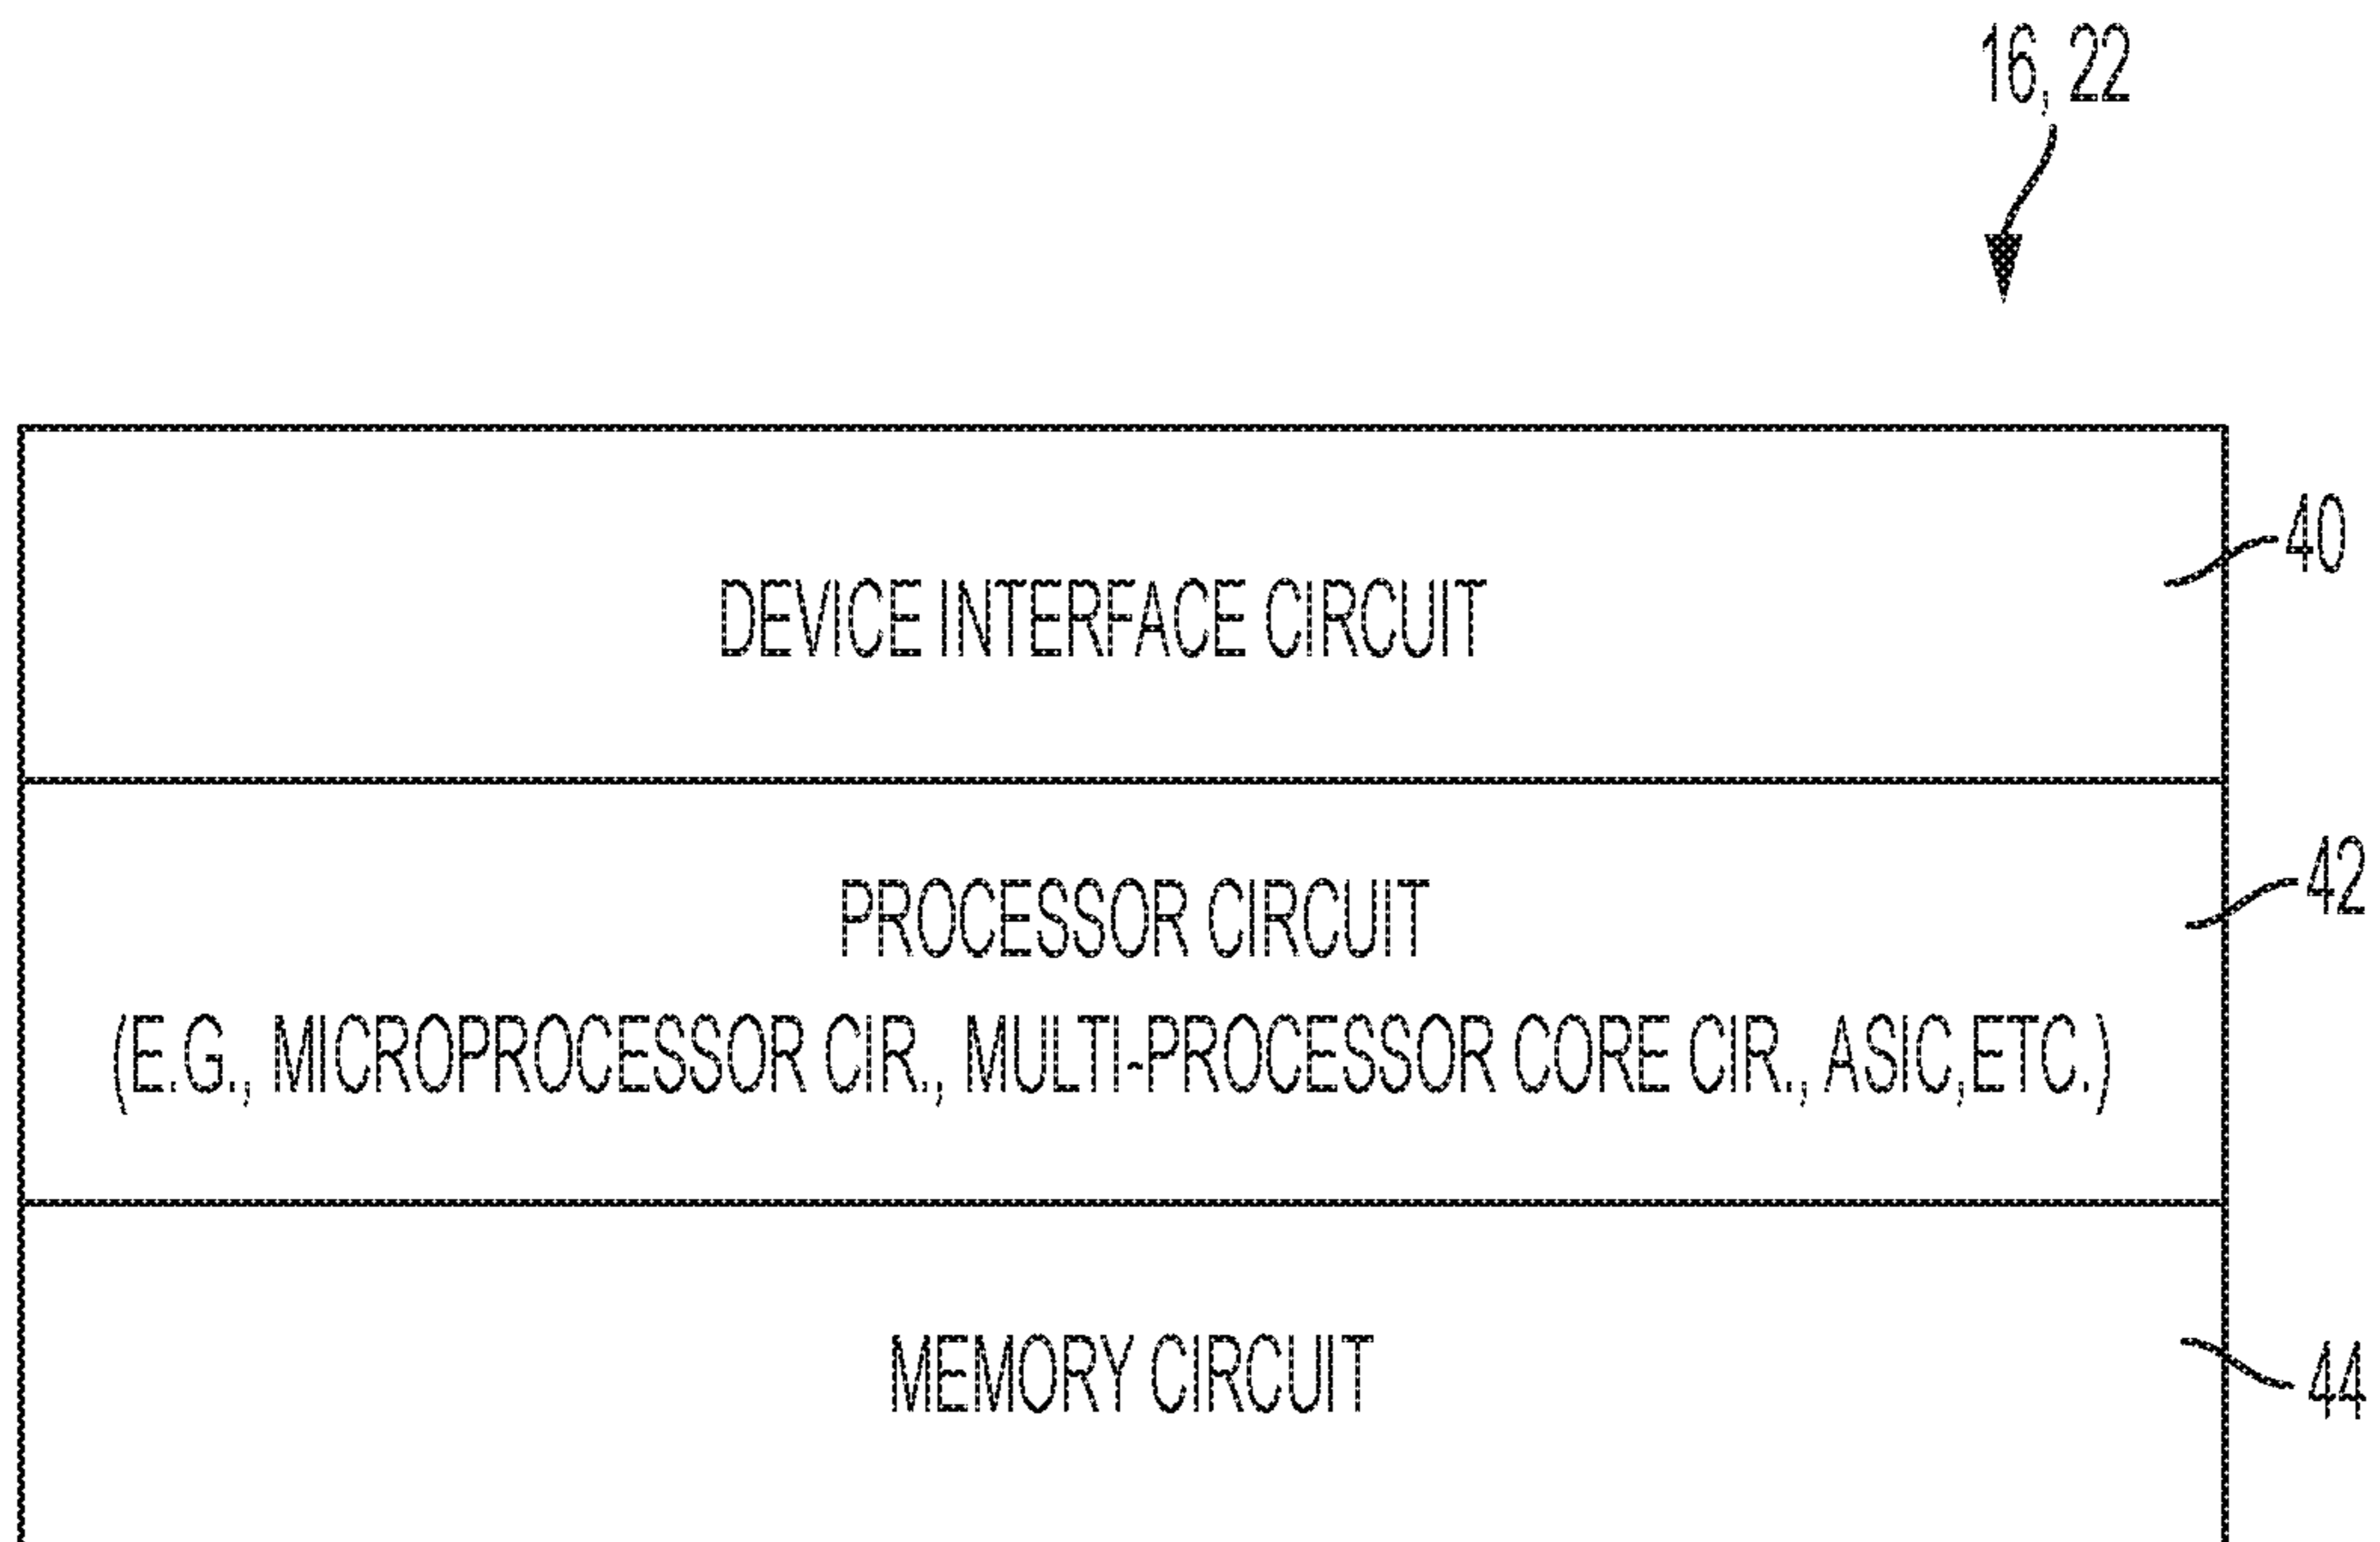 16, 22
DEVICE INTERFACE CIRCUIT
40
PROCESSOR CIRCUIT
42
(E.G., MICROPROCESSOR CIR., MULTI-PROCESSOR CORE CIR., ASIC,ETC.)
MEMORY CIRCUIT
44